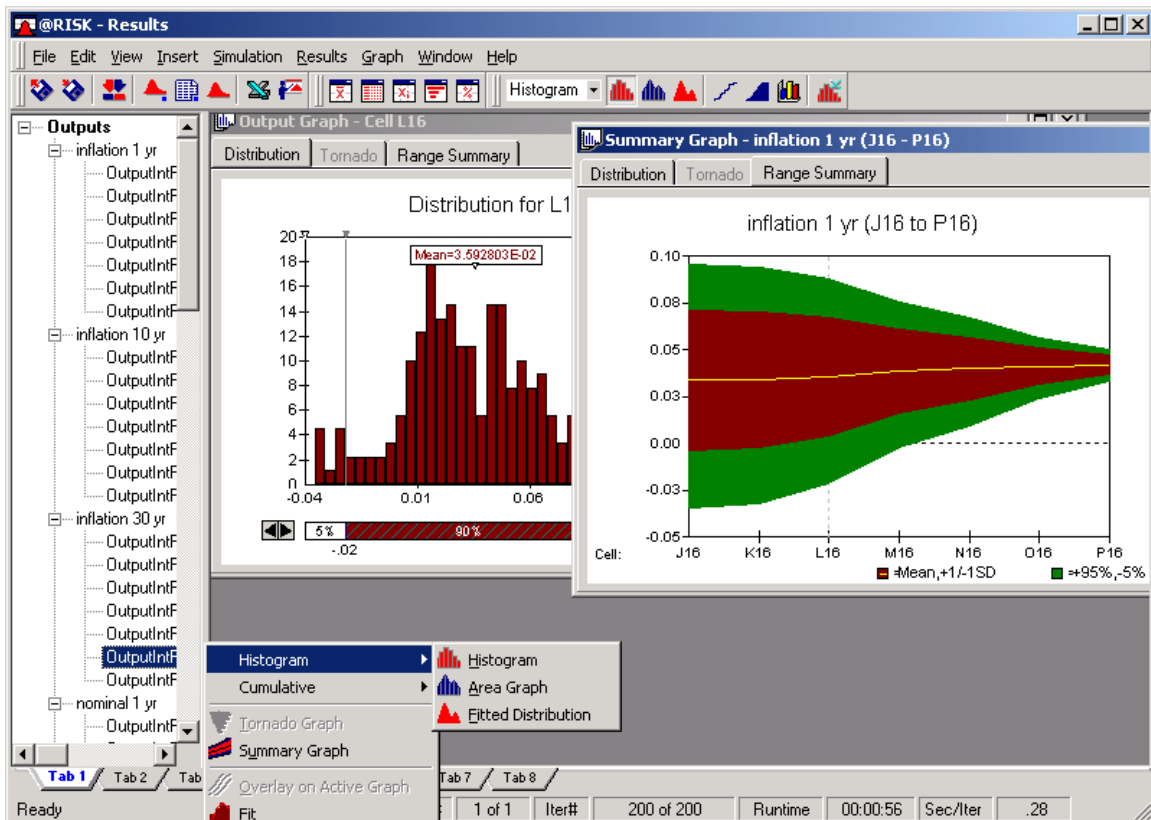 @RISK - Results
File Edit View Insert Simulation Results Graph Window Help
Histogram
Outputs
inflation 1 yr
OutputIntF
OutputIntF
OutputIntF
OutputIntF
OutputIntF
OutputIntF
OutputIntF
inflation 10 yr
OutputIntF
OutputIntF
OutputIntF
OutputIntF
OutputIntF
OutputIntF
OutputIntF
inflation 30 yr
OutputIntF
OutputIntF
OutputIntF
OutputIntF
OutputIntF
OutputIntF
OutputIntF
nominal 1 yr
OutputIntF
Output Graph - Cell L16
Distribution Tornado Range Summary
Distribution for L1
Mean=3.592803E-02
20
18
16
14
12
10
8
6
4
2
0
-0.04 0.01 0.06
5% 90%
-.02
Summary Graph - inflation 1 yr (J16 - P16)
Distribution Tornado Range Summary
inflation 1 yr (J16 to P16)
0.10
0.08
0.05
0.03
0.00
-0.03
-0.05
Cell: J16 K16 L16 M16 N16 O16 P16
=Mean,+1/-1SD =+95%,-5%
Histogram
Cumulative
Tornado Graph
Summary Graph
Overlay on Active Graph
Fit
Histogram
Area Graph
Fitted Distribution
Tab 1 Tab 2 Tab Tab 7 Tab 8
Ready 1 of 1 Iter# 200 of 200 Runtime 00:00:56 Sec/Iter .28